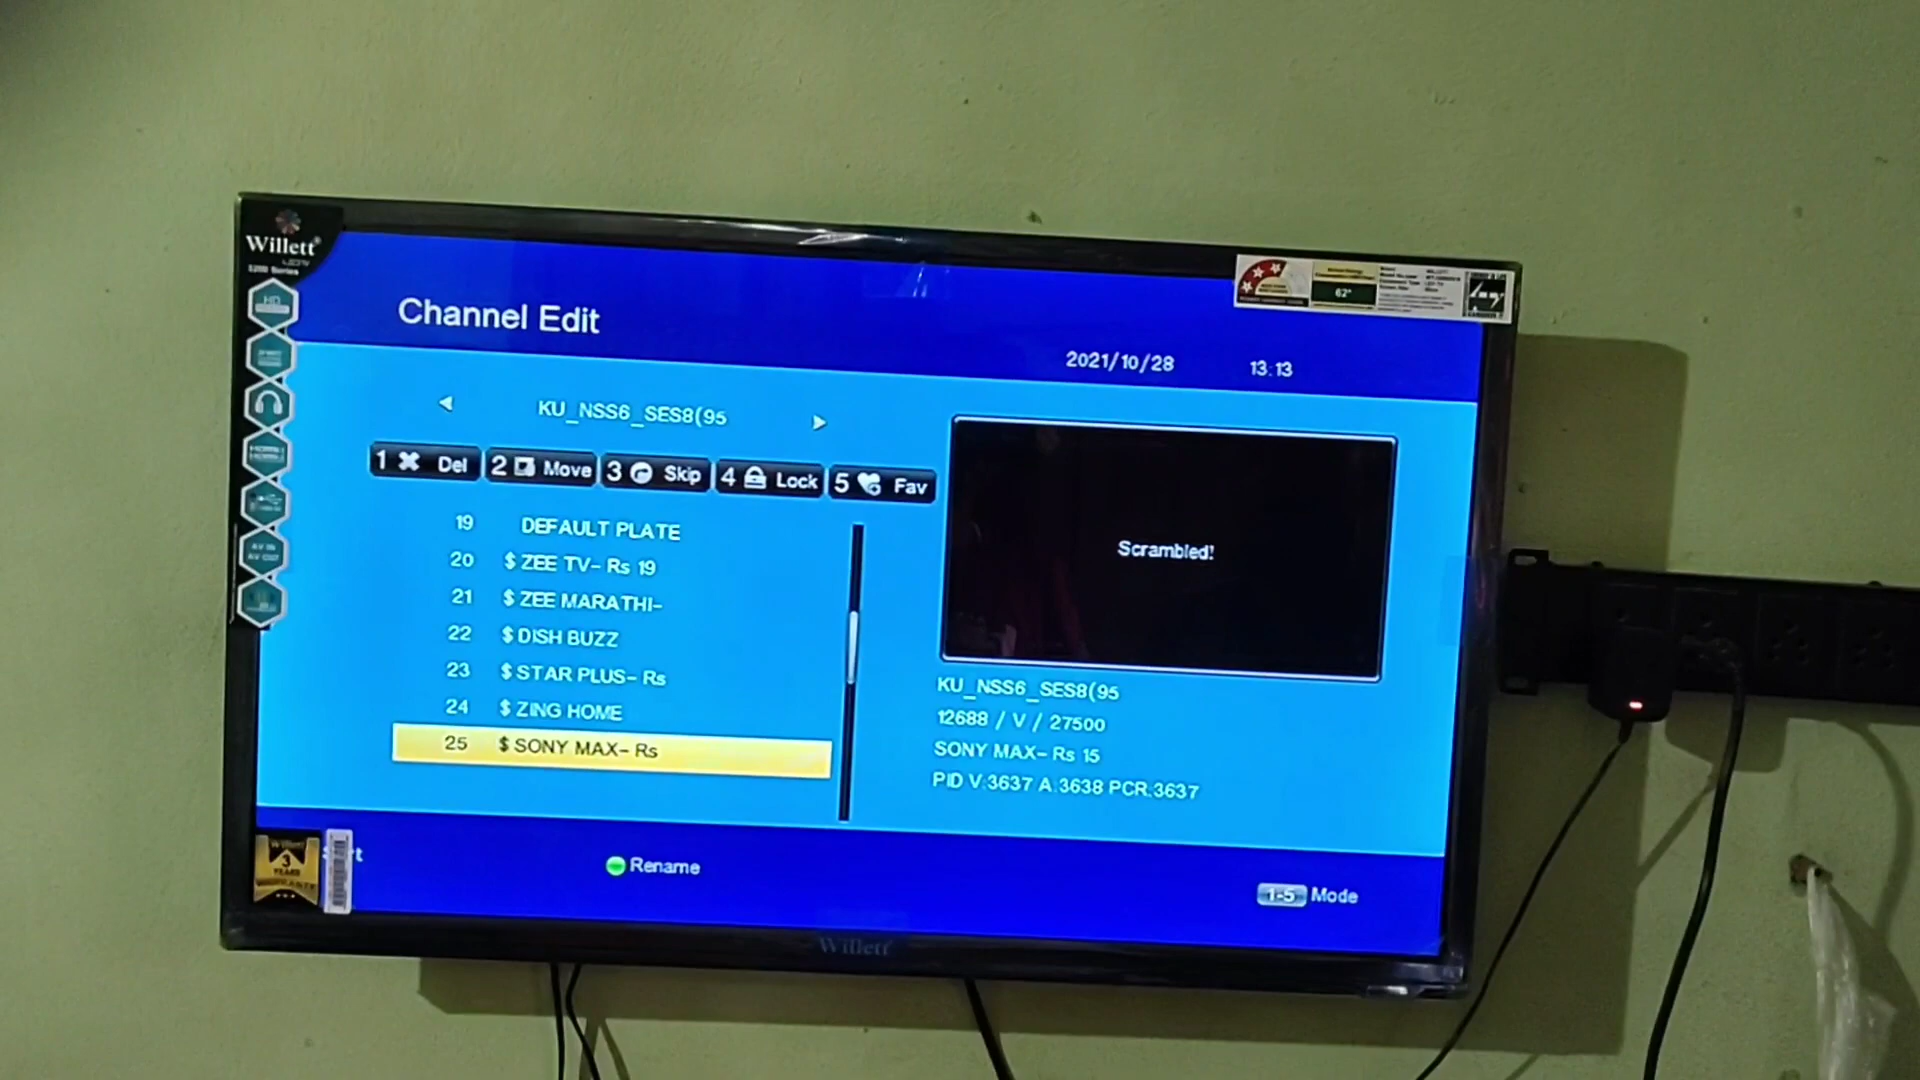 Willett
Channel Edit
2021/10/28 13:13
KU_NSS6_SES8(95
1 Del 2 Move 3 Skip 4 Lock 5 Fav
19 DEFAULT PLATE
20 $ ZEE TV- Rs 19
21 $ ZEE MARATHI-
22 $ DISH BUZZ
23 $ STAR PLUS- Rs
24 $ ZING HOME
25 $ SONY MAX- Rs
Scrambled!
KU_NSS6_SES8(95
12688 / V / 27500
SONY MAX- Rs 15
PID V:3637 A:3638 PCR:3637
Rename
1-5 Mode
3
YEARS
Willett